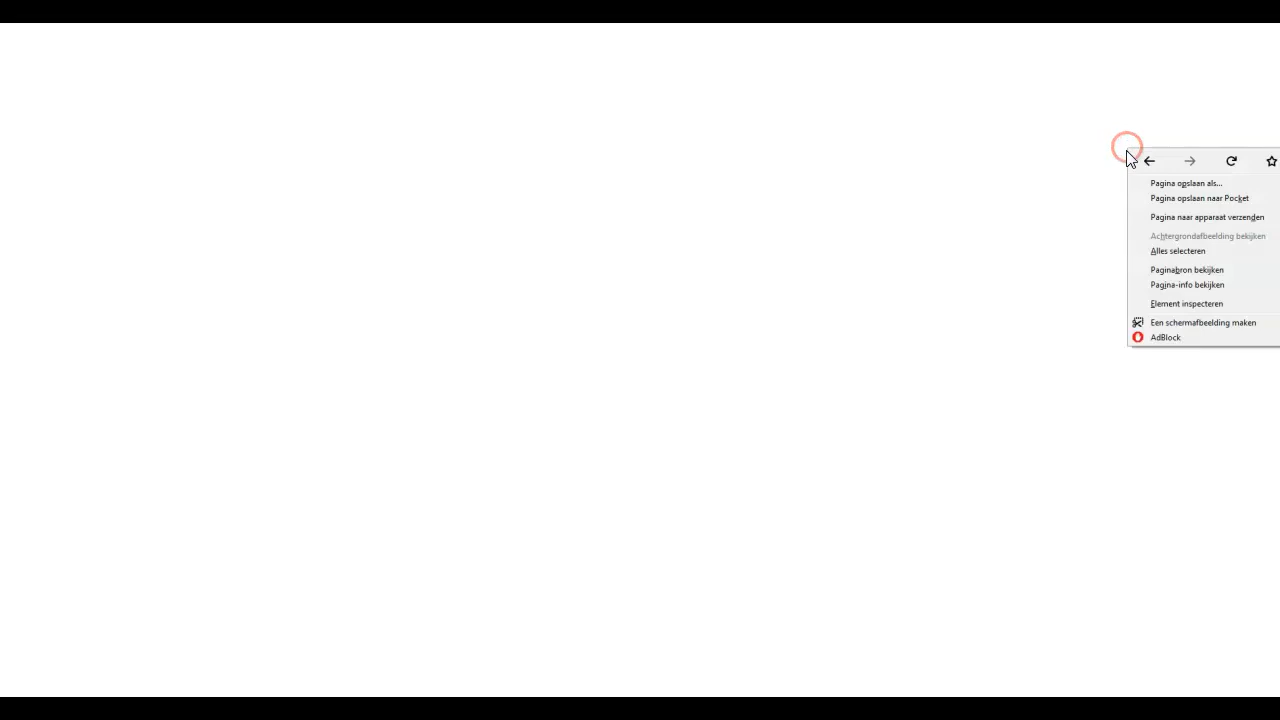 Pagina opslaan als...
Pagina opslaan naar Pocket
Pagina naar apparaat verzenden
Achtergrondafbeelding bekijken
Alles selecteren
Paginabron bekijken
Pagina-info bekijken
Element inspecteren
Een schermafbeelding maken
AdBlock